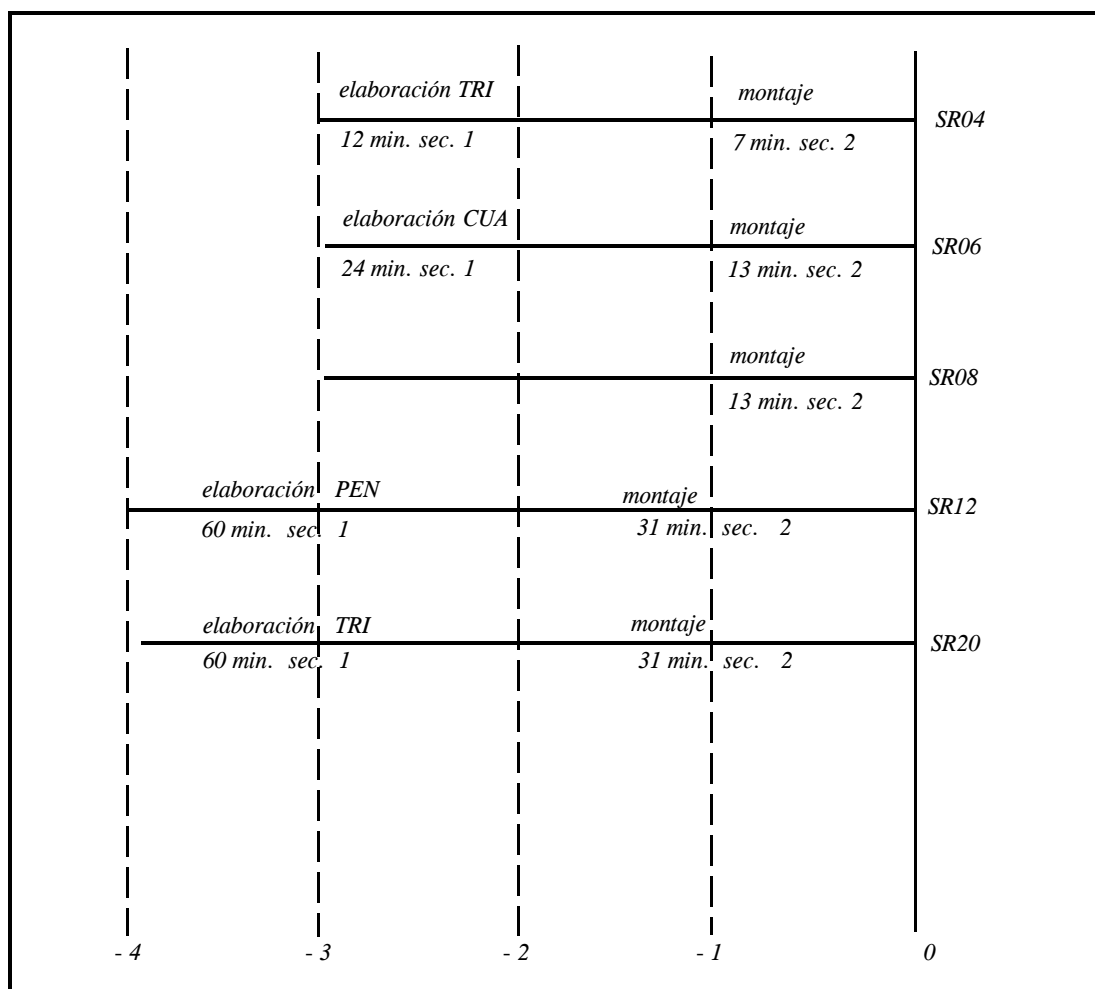 elaboración TRI montaje
SR04
12 min. sec. 1 7 min. sec. 2
elaboración CUA montaje
SR06
24 min. sec. 1 13 min. sec. 2
montaje
SR08
13 min. sec. 2
elaboración PEN montaje
SR12
60 min. sec. 1 31 min. sec. 2
elaboración TRI montaje
SR20
60 min. sec. 1 31 min. sec. 2
- 4 - 3 - 2 - 1 0